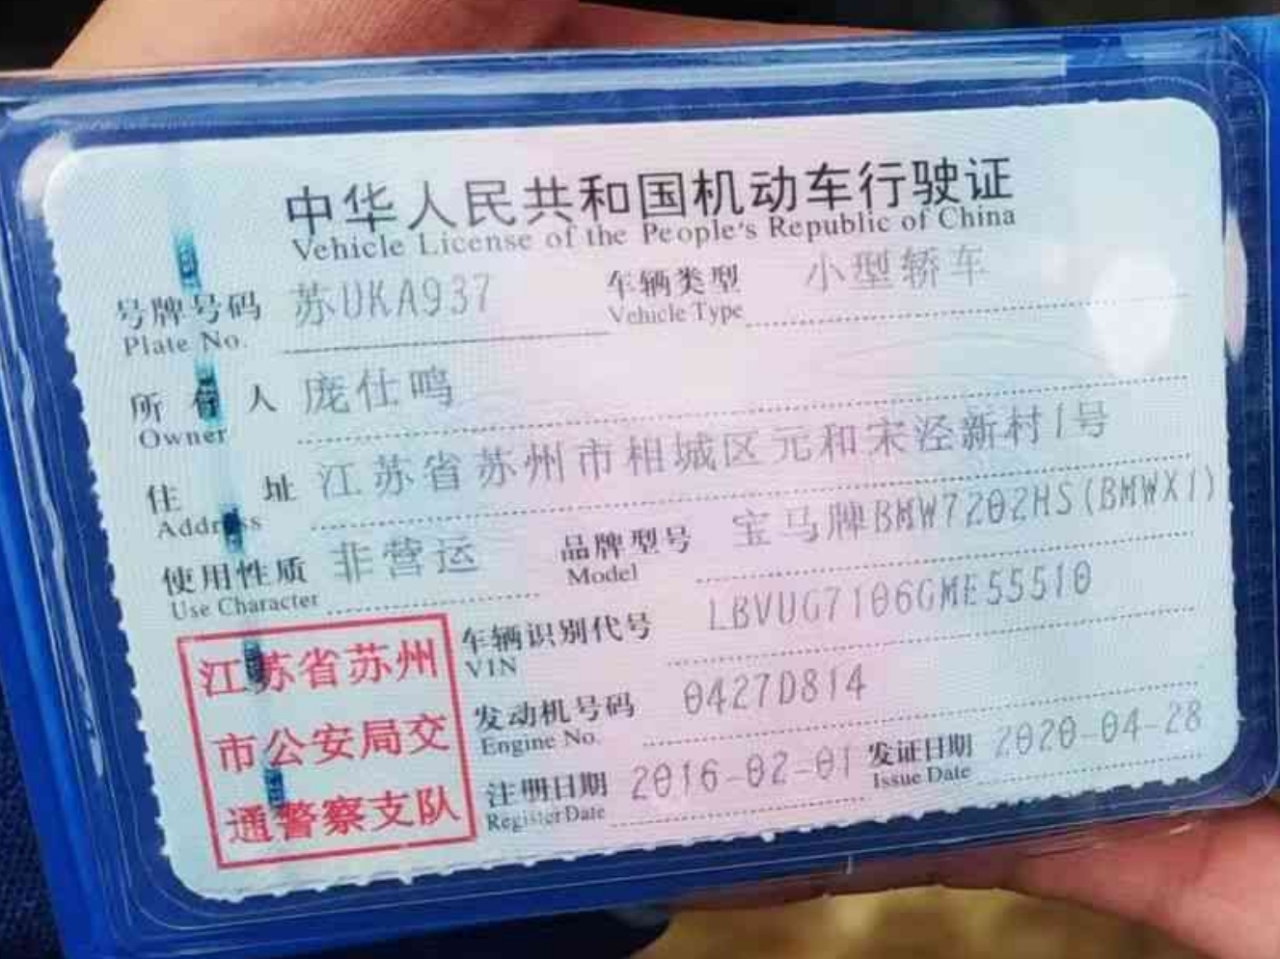 中华人民共和国机动车行驶证
Vehicle License of the People's Republic of China
号牌号码 苏UKA937 车辆类型 小型轿车
Plate No. Vehicle Type
所有人 庞仕鸣
Owner
住址 江苏省苏州市相城区元和宋泾新村1号
Address
使用性质 非营运 品牌型号 宝马牌BMW7202HS(BMWX1)
Use Character Model
车辆识别代号 LBVUG7106GME55510
VIN
发动机号码 0427D814
Engine No.
注册日期 2016-02-01 发证日期 2020-04-28
Register Date Issue Date
江苏省苏州
市公安局交
通警察支队